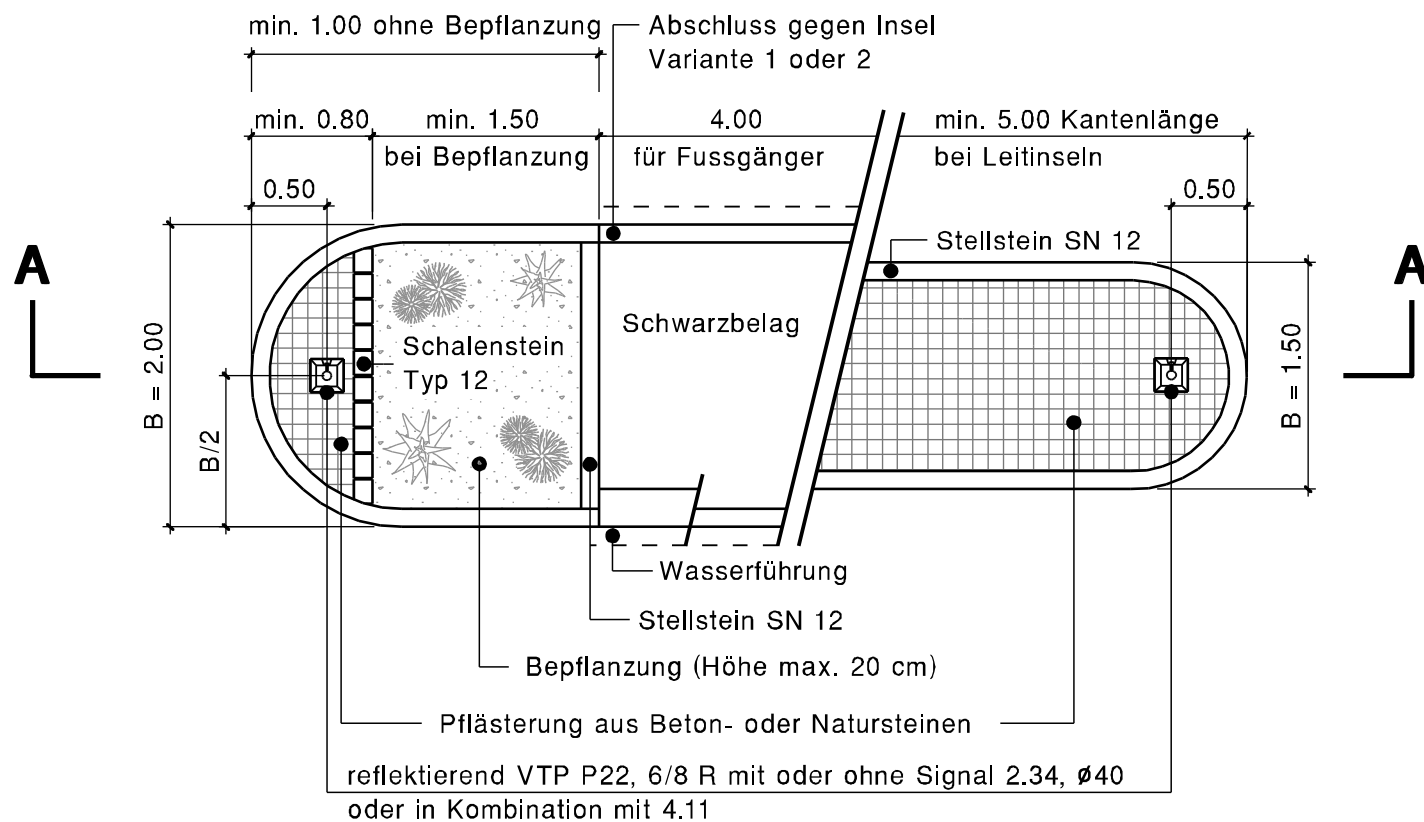 min. 1.00 ohne Bepflanzung
Abschluss gegen Insel
Variante 1 oder 2
min. 0.80
min. 1.50
4.00
min. 5.00 Kantenlänge
bei Bepflanzung
für Fussgänger
bei Leitinseln
0.50
0.50
Stellstein SN 12
A
A
Schwarzbelag
Schalenstein
Typ 12
B = 2.00
B/2
B = 1.50
Wasserführung
Stellstein SN 12
Bepflanzung (Höhe max. 20 cm)
Pflästerung aus Beton- oder Natursteinen
reflektierend VTP P22, 6/8 R mit oder ohne Signal 2.34, ø40
oder in Kombination mit 4.11